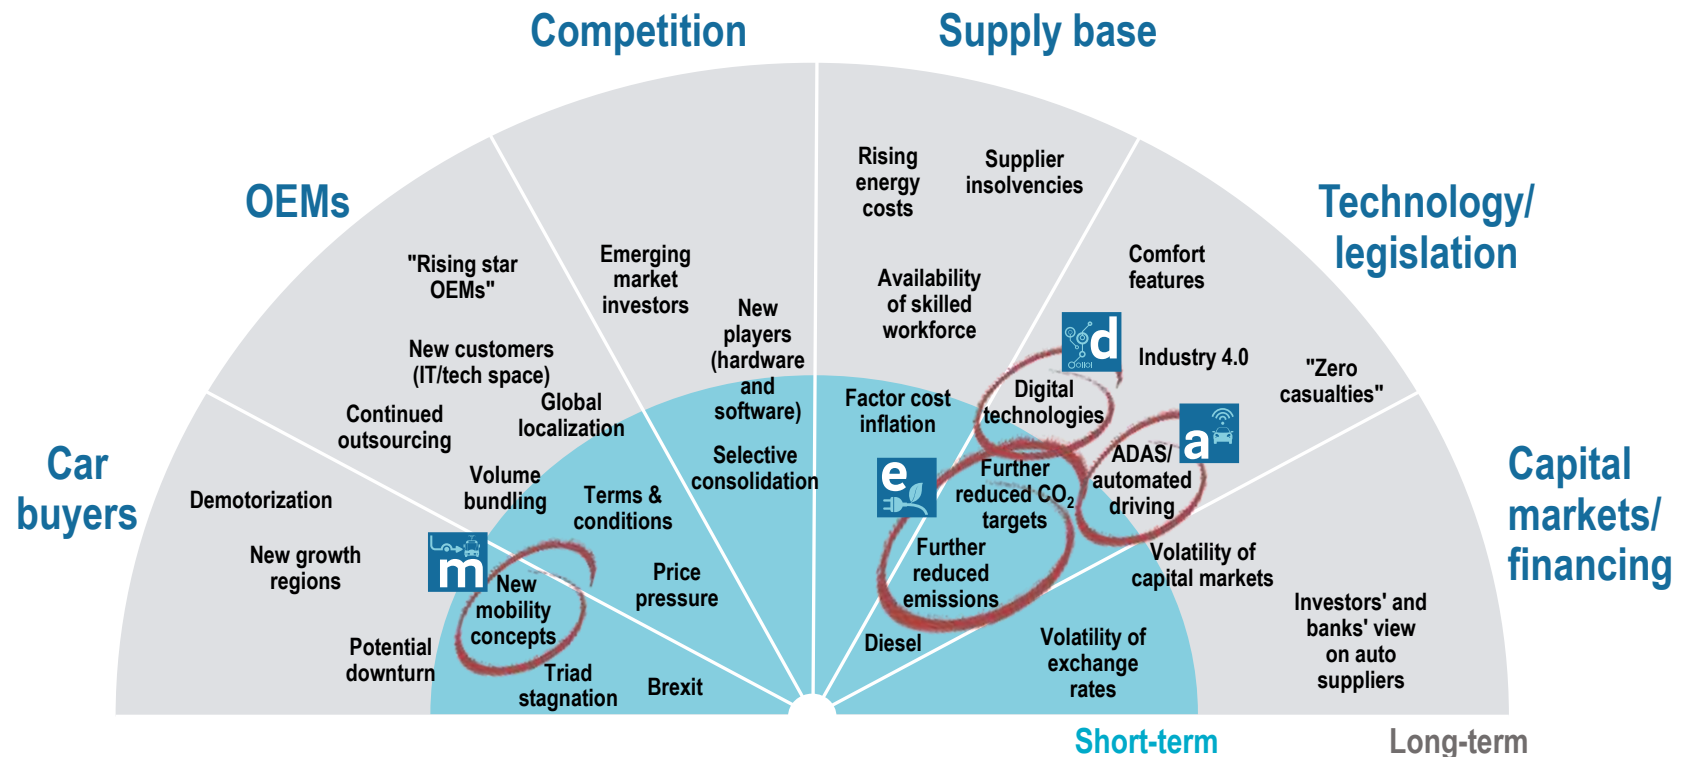 Competition
Supply base
OEMs
Technology/
legislation
Car
buyers
Capital
markets/
financing
Rising
energy
costs
Supplier
insolvencies
"Rising star
OEMs"
Emerging
market
investors
Availability
of skilled
workforce
Comfort
features
New
players
(hardware
and
software)
d
Industry 4.0
"Zero
casualties"
New customers
(IT/tech space)
Continued
outsourcing
Global
localization
Factor cost
inflation
Digital
technologies
a
Volume
bundling
Terms &
conditions
Selective
consolidation
e
Further
reduced CO2
targets
ADAS/
automated
driving
Demotorization
New growth
regions
m
New
mobility
concepts
Price
pressure
Further
reduced
emissions
Volatility of
capital markets
Investors' and
banks' view
on auto
suppliers
Potential
downturn
Triad
stagnation
Brexit
Diesel
Volatility of
exchange
rates
Short-term
Long-term